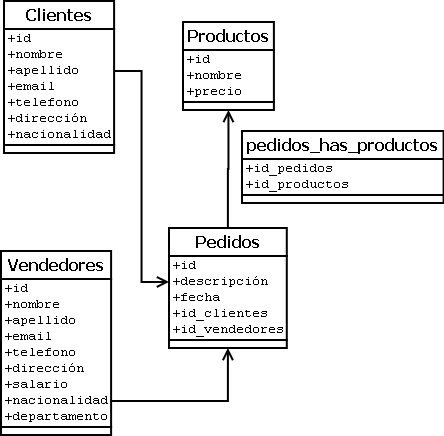 Clientes
+id
+nombre
+apellido
+email
+telefono
+dirección
+nacionalidad
Productos
+id
+nombre
+precio
pedidos_has_productos
+id_pedidos
+id_productos
Pedidos
+id
+descripción
+fecha
+id_clientes
+id_vendedores
Vendedores
+id
+nombre
+apellido
+email
+telefono
+dirección
+salario
+nacionalidad
+departamento